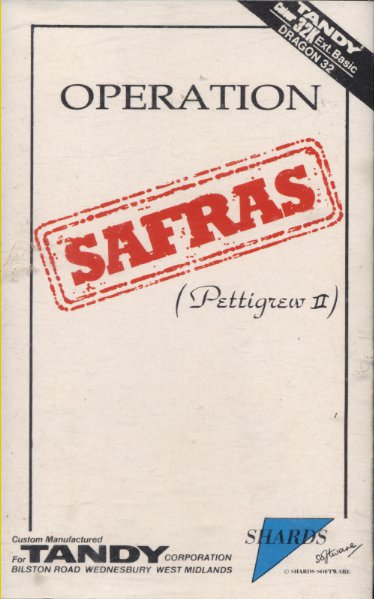 TANDY
Color 32K Ext. Basic
DRAGON 32
OPERATION
SAFRAS
(Pettigrew II)
Custom Manufactured
For TANDY CORPORATION
BILSTON ROAD WEDNESBURY WEST MIDLANDS
SHARDS
Software
© SHARDS SOFTWARE